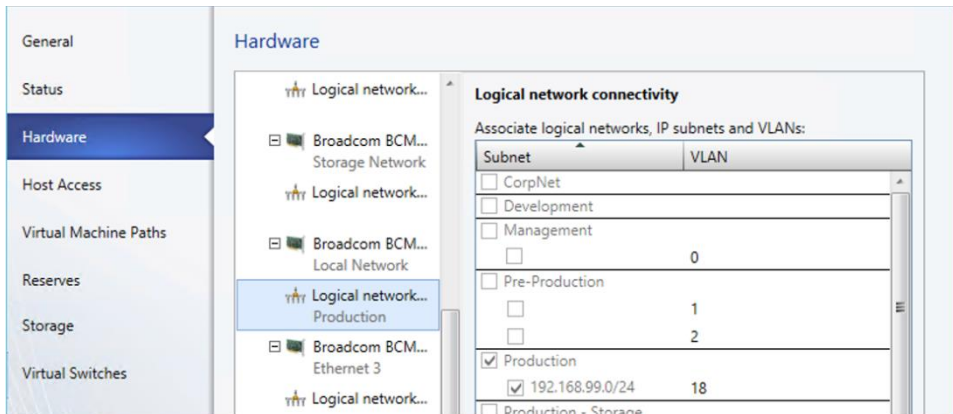 General
Status
Hardware
Host Access
Virtual Machine Paths
Reserves
Storage
Virtual Switches
Hardware
Logical network...
Broadcom BCM...
Storage Network
Logical network...
Broadcom BCM...
Local Network
Logical network...
Production
Broadcom BCM...
Ethernet 3
Logical network...
Logical network connectivity
Associate logical networks, IP subnets and VLANs:
Subnet VLAN
CorpNet
Development
Management
0
Pre-Production
1
2
Production
192.168.99.0/24 18
Production - Storage